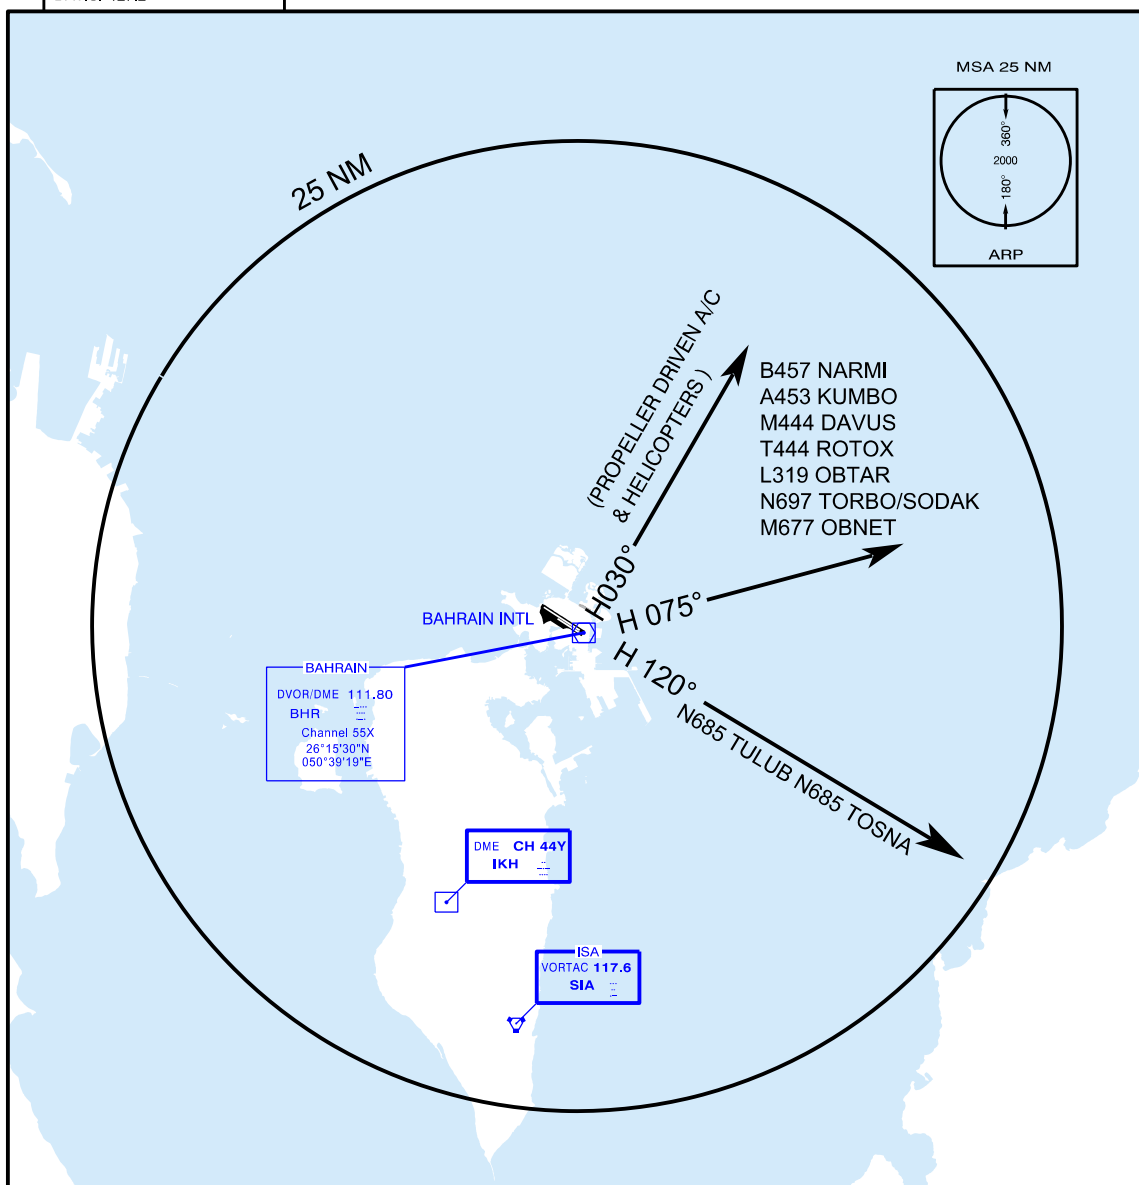 MSA 25 NM
360°
2000
180°
ARP
25 NM
(PROPELLER DRIVEN A/C
& HELICOPTERS )
B457 NARMI
A453 KUMBO
M444 DAVUS
T444 ROTOX
L319 OBTAR
N697 TORBO/SODAK
M677 OBNET
H030°
H 075°
H 120°
N685 TULUB N685 TOSNA
BAHRAIN INTL
BAHRAIN
DVOR/DME 111.80
BHR
Channel 55X
26°15'30"N
050°39'19"E
DME CH 44Y
IKH
ISA
VORTAC 117.6
SIA